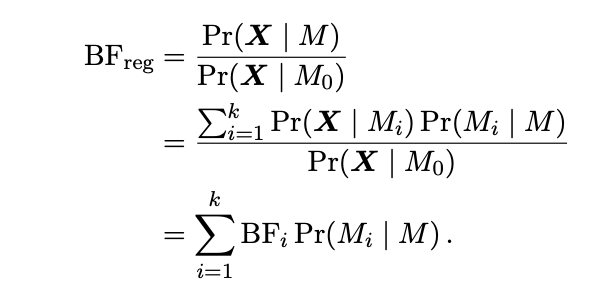 BF_reg = Pr(𝑿 | M) / Pr(𝑿 | M_0)
= ∑_{i=1}^{k} Pr(𝑿 | M_i) Pr(M_i | M) / Pr(𝑿 | M_0)
= ∑_{i=1}^{k} BF_i Pr(M_i | M) .